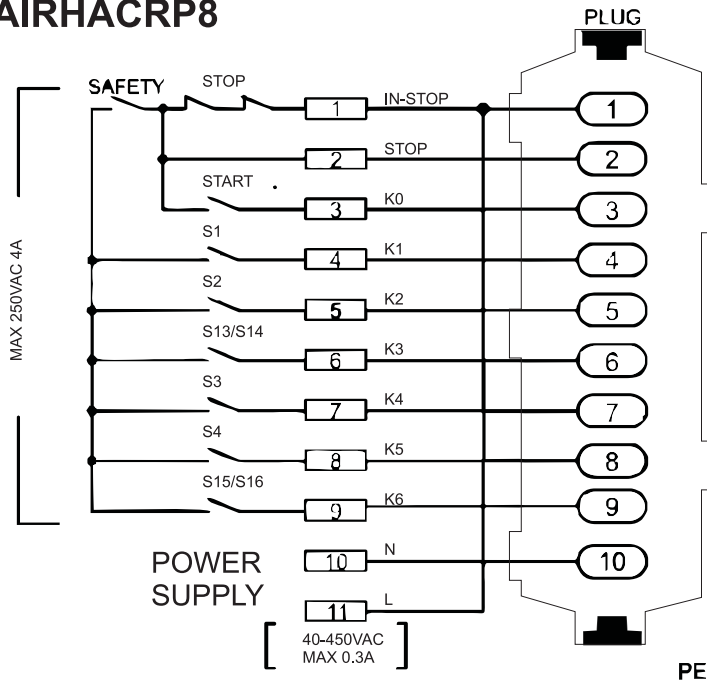 AIRHACRP8
PLUG
SAFETY
STOP
1
IN-STOP
1
2
STOP
2
START
3
K0
3
S1
4
K1
4
S2
5
K2
5
S13/S14
6
K3
6
S3
7
K4
7
S4
8
K5
8
S15/S16
9
K6
9
MAX 250VAC 4A
POWER
SUPPLY
10
N
10
11
L
40-450VAC
MAX 0.3A
PE